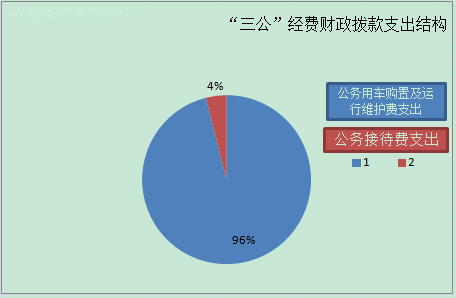 “三公”经费财政拨款支出结构
4%
公务用车购置及运
行维护费支出
公务接待费支出
1 2
96%